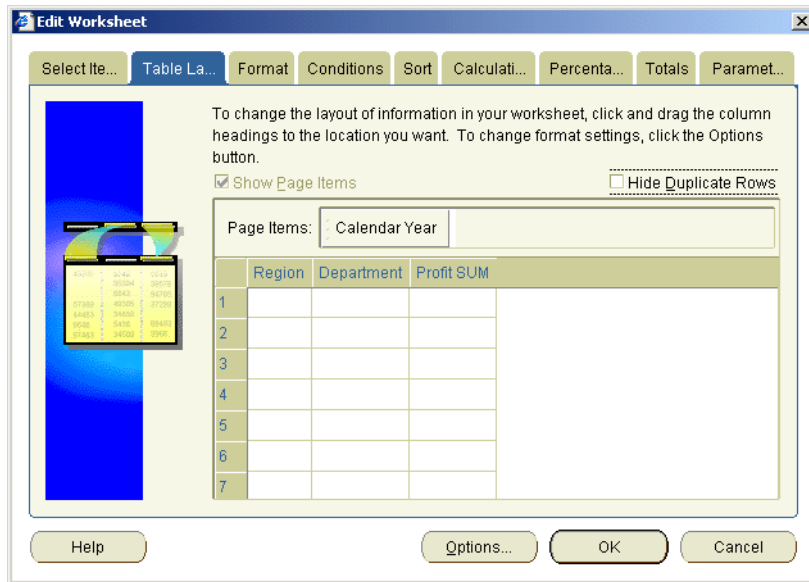 Edit Worksheet
Select Ite... Table La... Format Conditions Sort Calculati... Percenta... Totals Paramet...
To change the layout of information in your worksheet, click and drag the column
headings to the location you want. To change format settings, click the Options
button.
Show Page Items Hide Duplicate Rows
Page Items: Calendar Year
Region Department Profit SUM
1
2
3
4
5
6
7
Help Options... OK Cancel